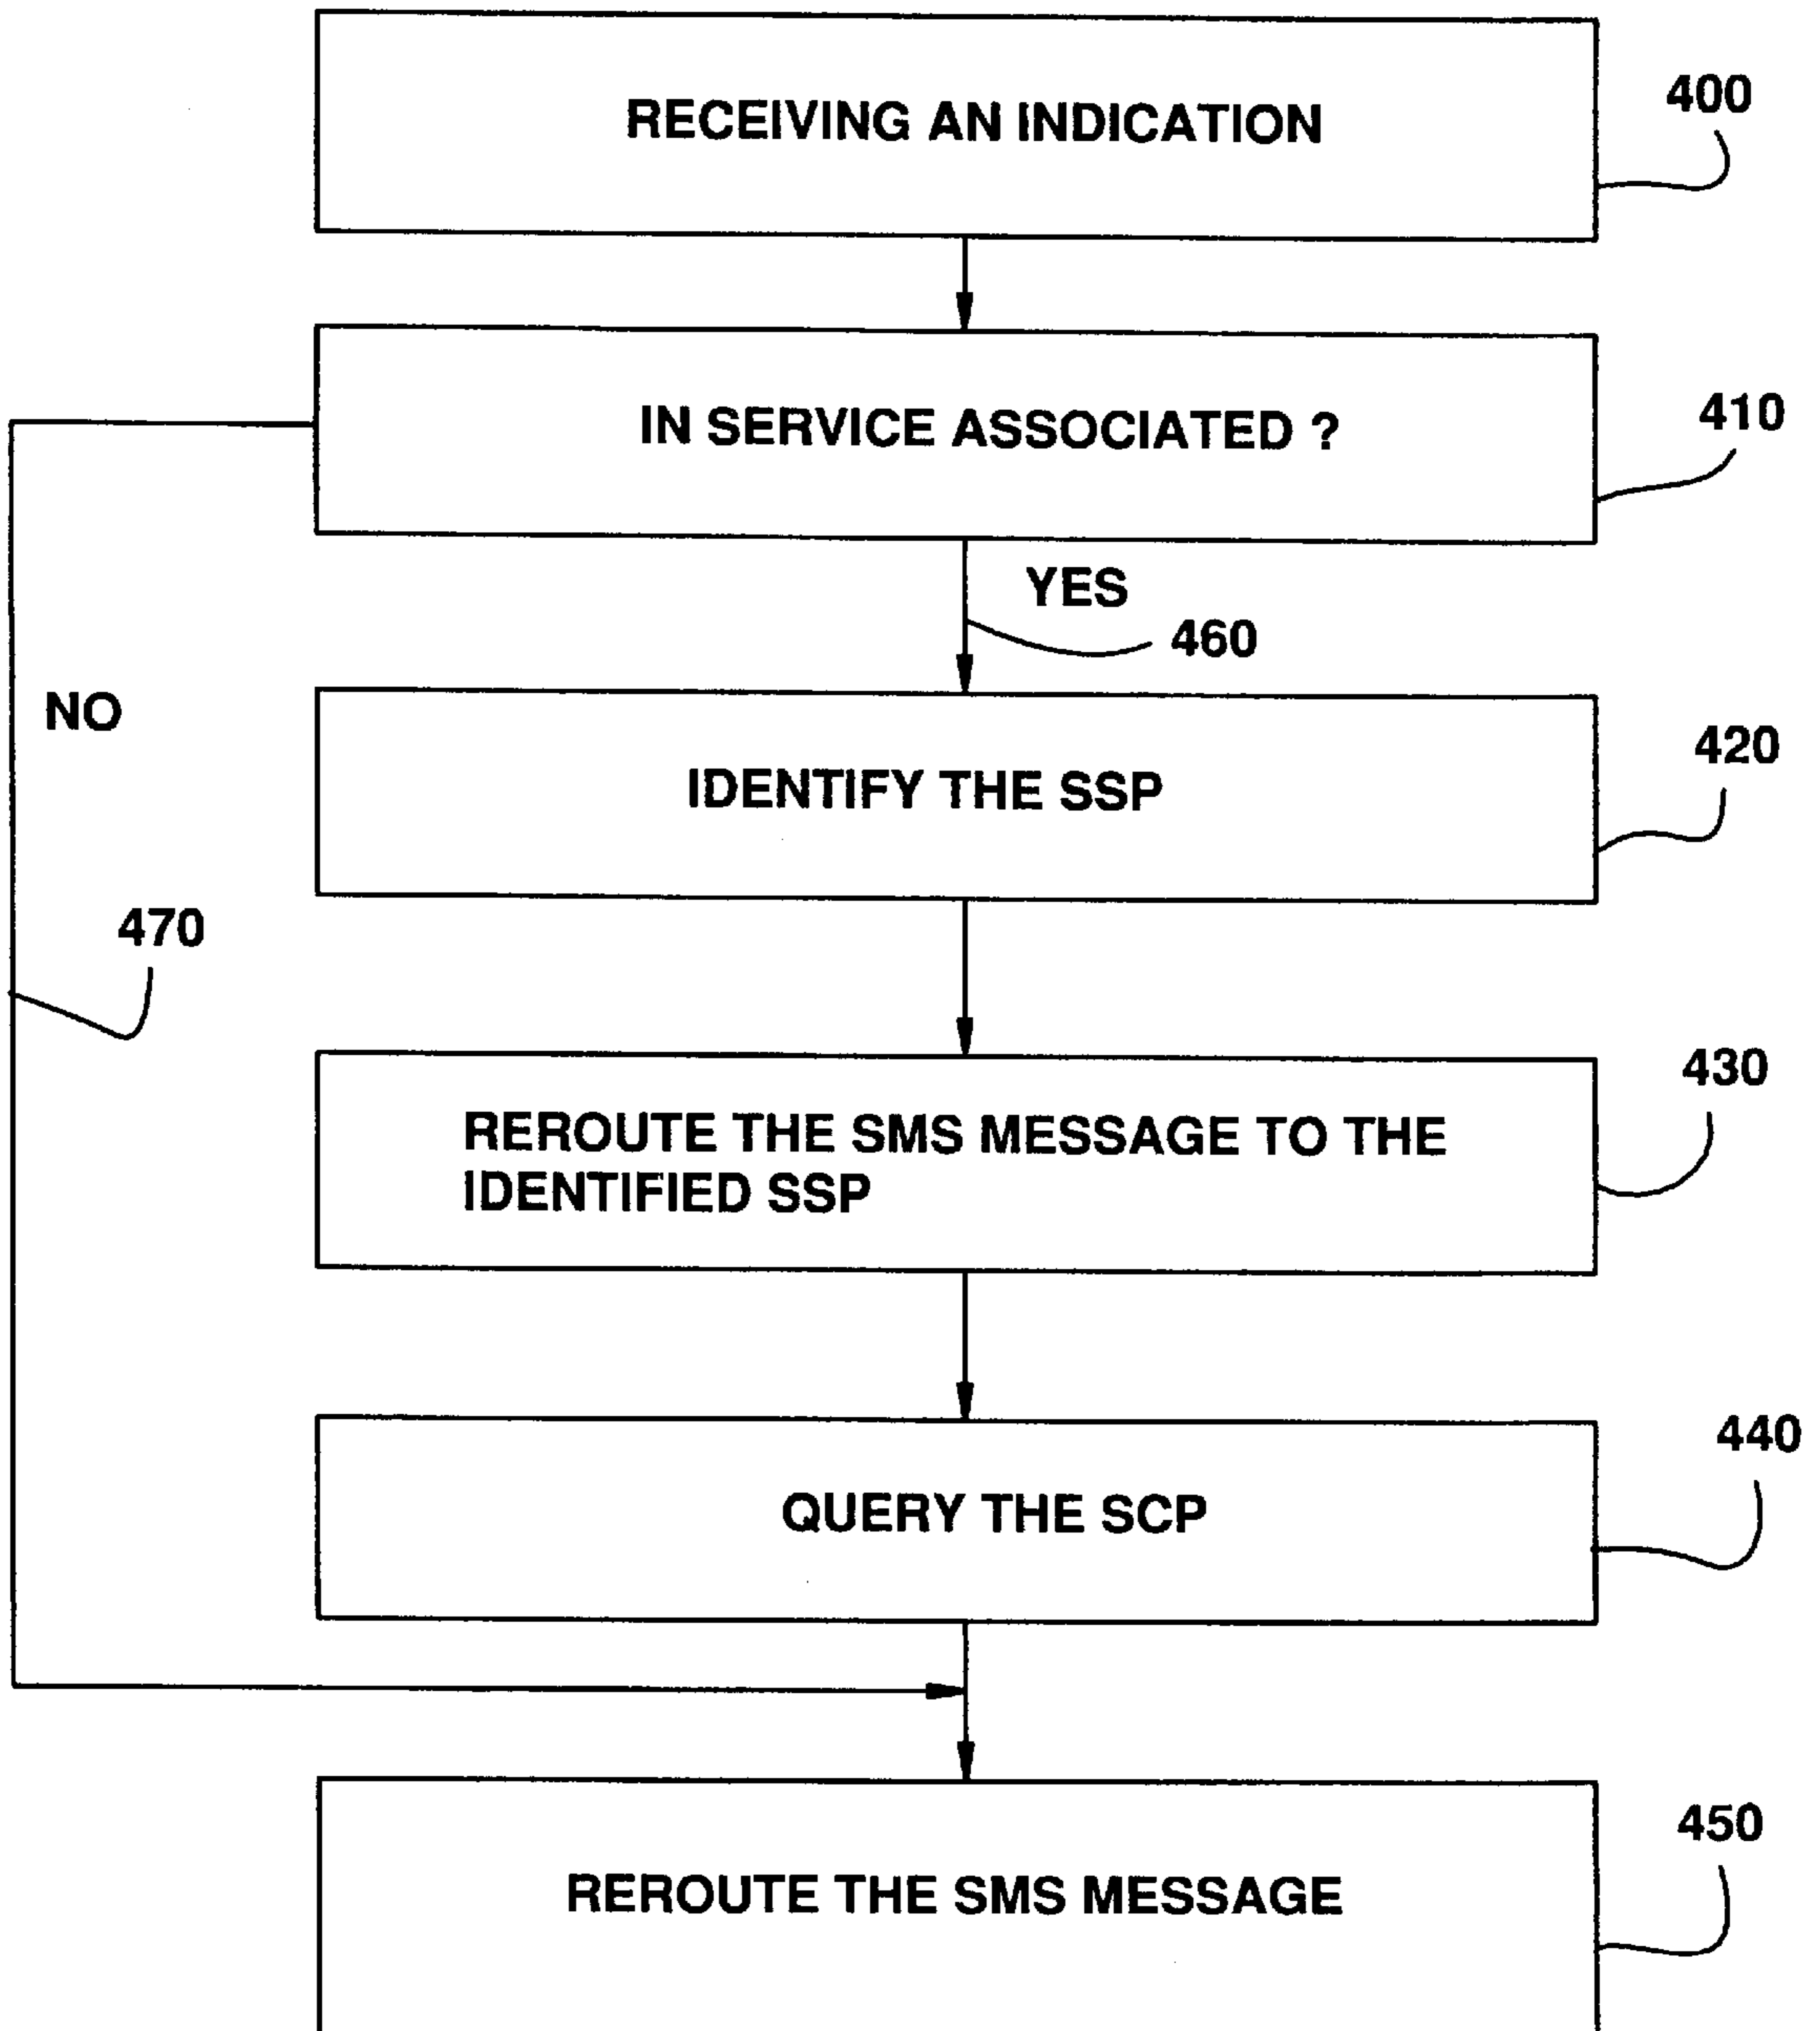 RECEIVING AN INDICATION
400
IN SERVICE ASSOCIATED ?
410
YES
460
NO
IDENTIFY THE SSP
420
470
REROUTE THE SMS MESSAGE TO THE
IDENTIFIED SSP
430
QUERY THE SCP
440
REROUTE THE SMS MESSAGE
450